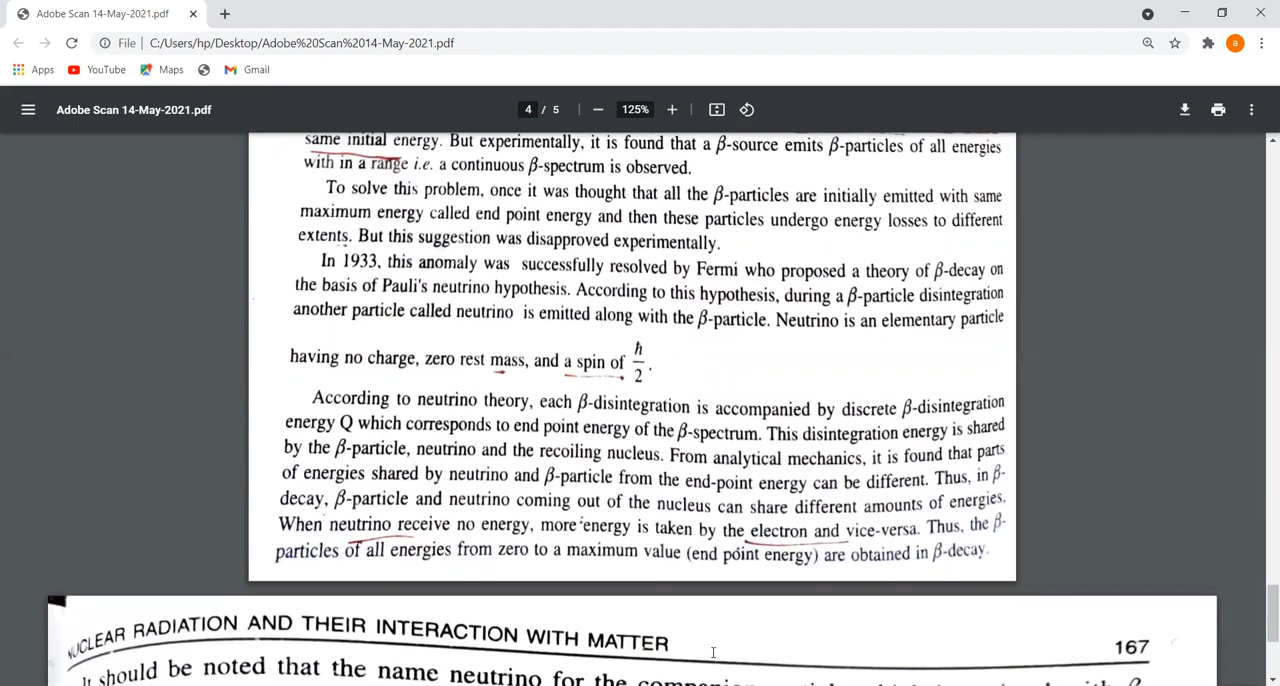 Adobe Scan 14-May-2021.pdf
File | C:/Users/hp/Desktop/Adobe%20Scan%2014-May-2021.pdf
a
Apps YouTube Maps Gmail
Adobe Scan 14-May-2021.pdf 4 / 5 125%
same initial energy. But experimentally, it is found that a β-source emits β-particles of all energies
with in a range i.e. a continuous β-spectrum is observed.
To solve this problem, once it was thought that all the β-particles are initially emitted with same
maximum energy called end point energy and then these particles undergo energy losses to different
extents. But this suggestion was disapproved experimentally.
In 1933, this anomaly was successfully resolved by Fermi who proposed a theory of β-decay on
the basis of Pauli's neutrino hypothesis. According to this hypothesis, during a β-particle disintegration
another particle called neutrino is emitted along with the β-particle. Neutrino is an elementary particle
having no charge, zero rest mass, and a spin of ħ/2.
According to neutrino theory, each β-disintegration is accompanied by discrete β-disintegration
energy Q which corresponds to end point energy of the β-spectrum. This disintegration energy is shared
by the β-particle, neutrino and the recoiling nucleus. From analytical mechanics, it is found that parts
of energies shared by neutrino and β-particle from the end-point energy can be different. Thus, in β-
decay, β-particle and neutrino coming out of the nucleus can share different amounts of energies.
When neutrino receive no energy, more energy is taken by the electron and vice-versa. Thus, the β-
particles of all energies from zero to a maximum value (end point energy) are obtained in β-decay.
NUCLEAR RADIATION AND THEIR INTERACTION WITH MATTER 167
It should be noted that the name neutrino for the